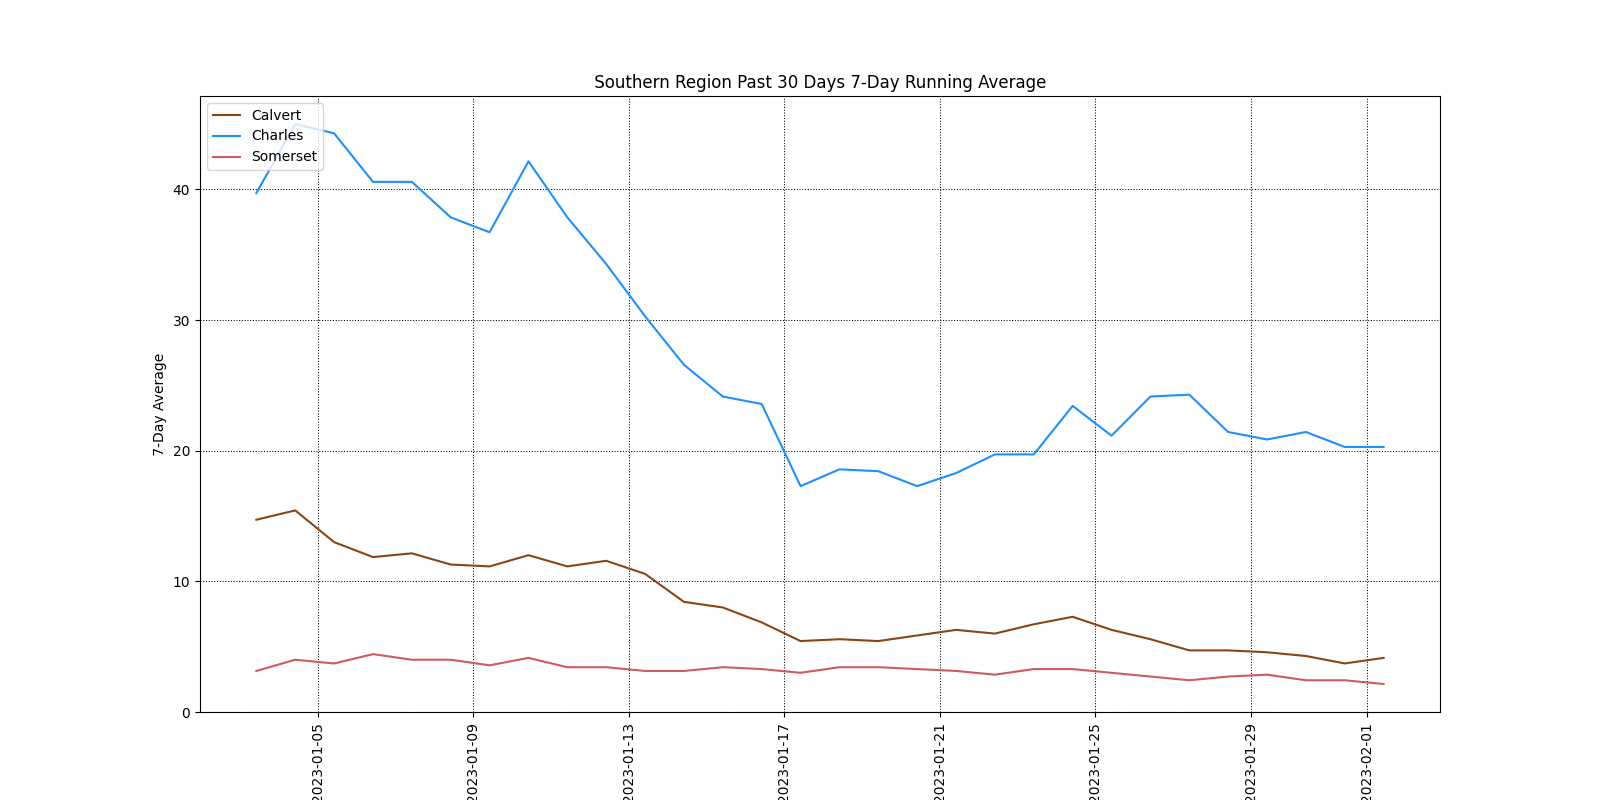 Southern Region Past 30 Days 7-Day Running Average
Calvert
Charles
Somerset
7-Day Average
40
30
20
10
0
2023-01-05
2023-01-09
2023-01-13
2023-01-17
2023-01-21
2023-01-25
2023-01-29
2023-02-01